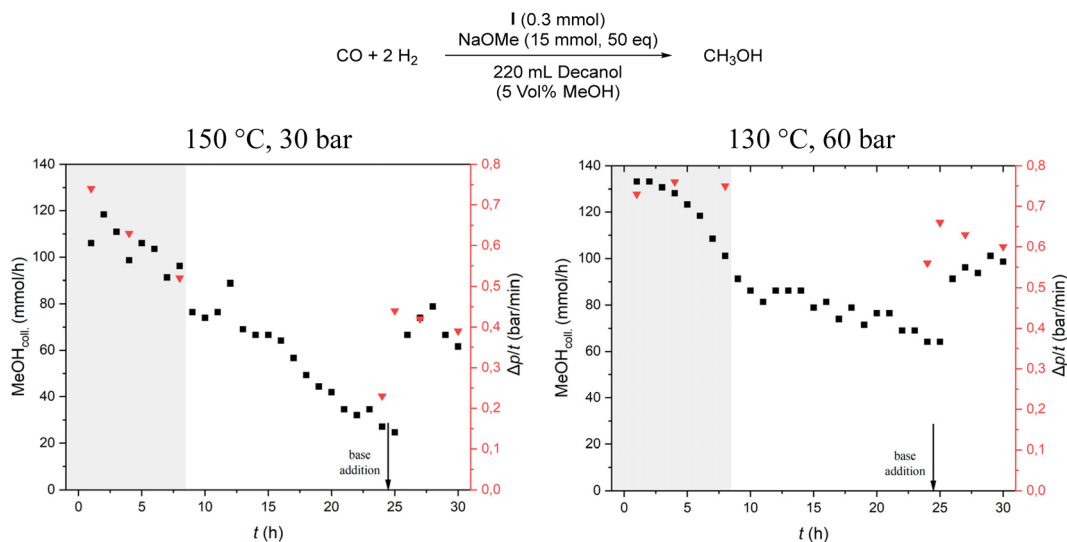 I (0.3 mmol)
NaOMe (15 mmol, 50 eq)
CO + 2 H₂
CH₃OH
220 mL Decanol
(5 Vol% MeOH)
150 °C, 30 bar
140
120
100
80
60
40
20
0
MeOHcoll. (mmol/h)
0,8
0,7
0,6
0,5
0,4
0,3
0,2
0,1
0,0
Δp/t (bar/min)
base
addition
0 5 10 15 20 25 30
t (h)
130 °C, 60 bar
140
120
100
80
60
40
20
0
MeOHcoll. (mmol/h)
0,8
0,7
0,6
0,5
0,4
0,3
0,2
0,1
0,0
Δp/t (bar/min)
base
addition
0 5 10 15 20 25 30
t (h)